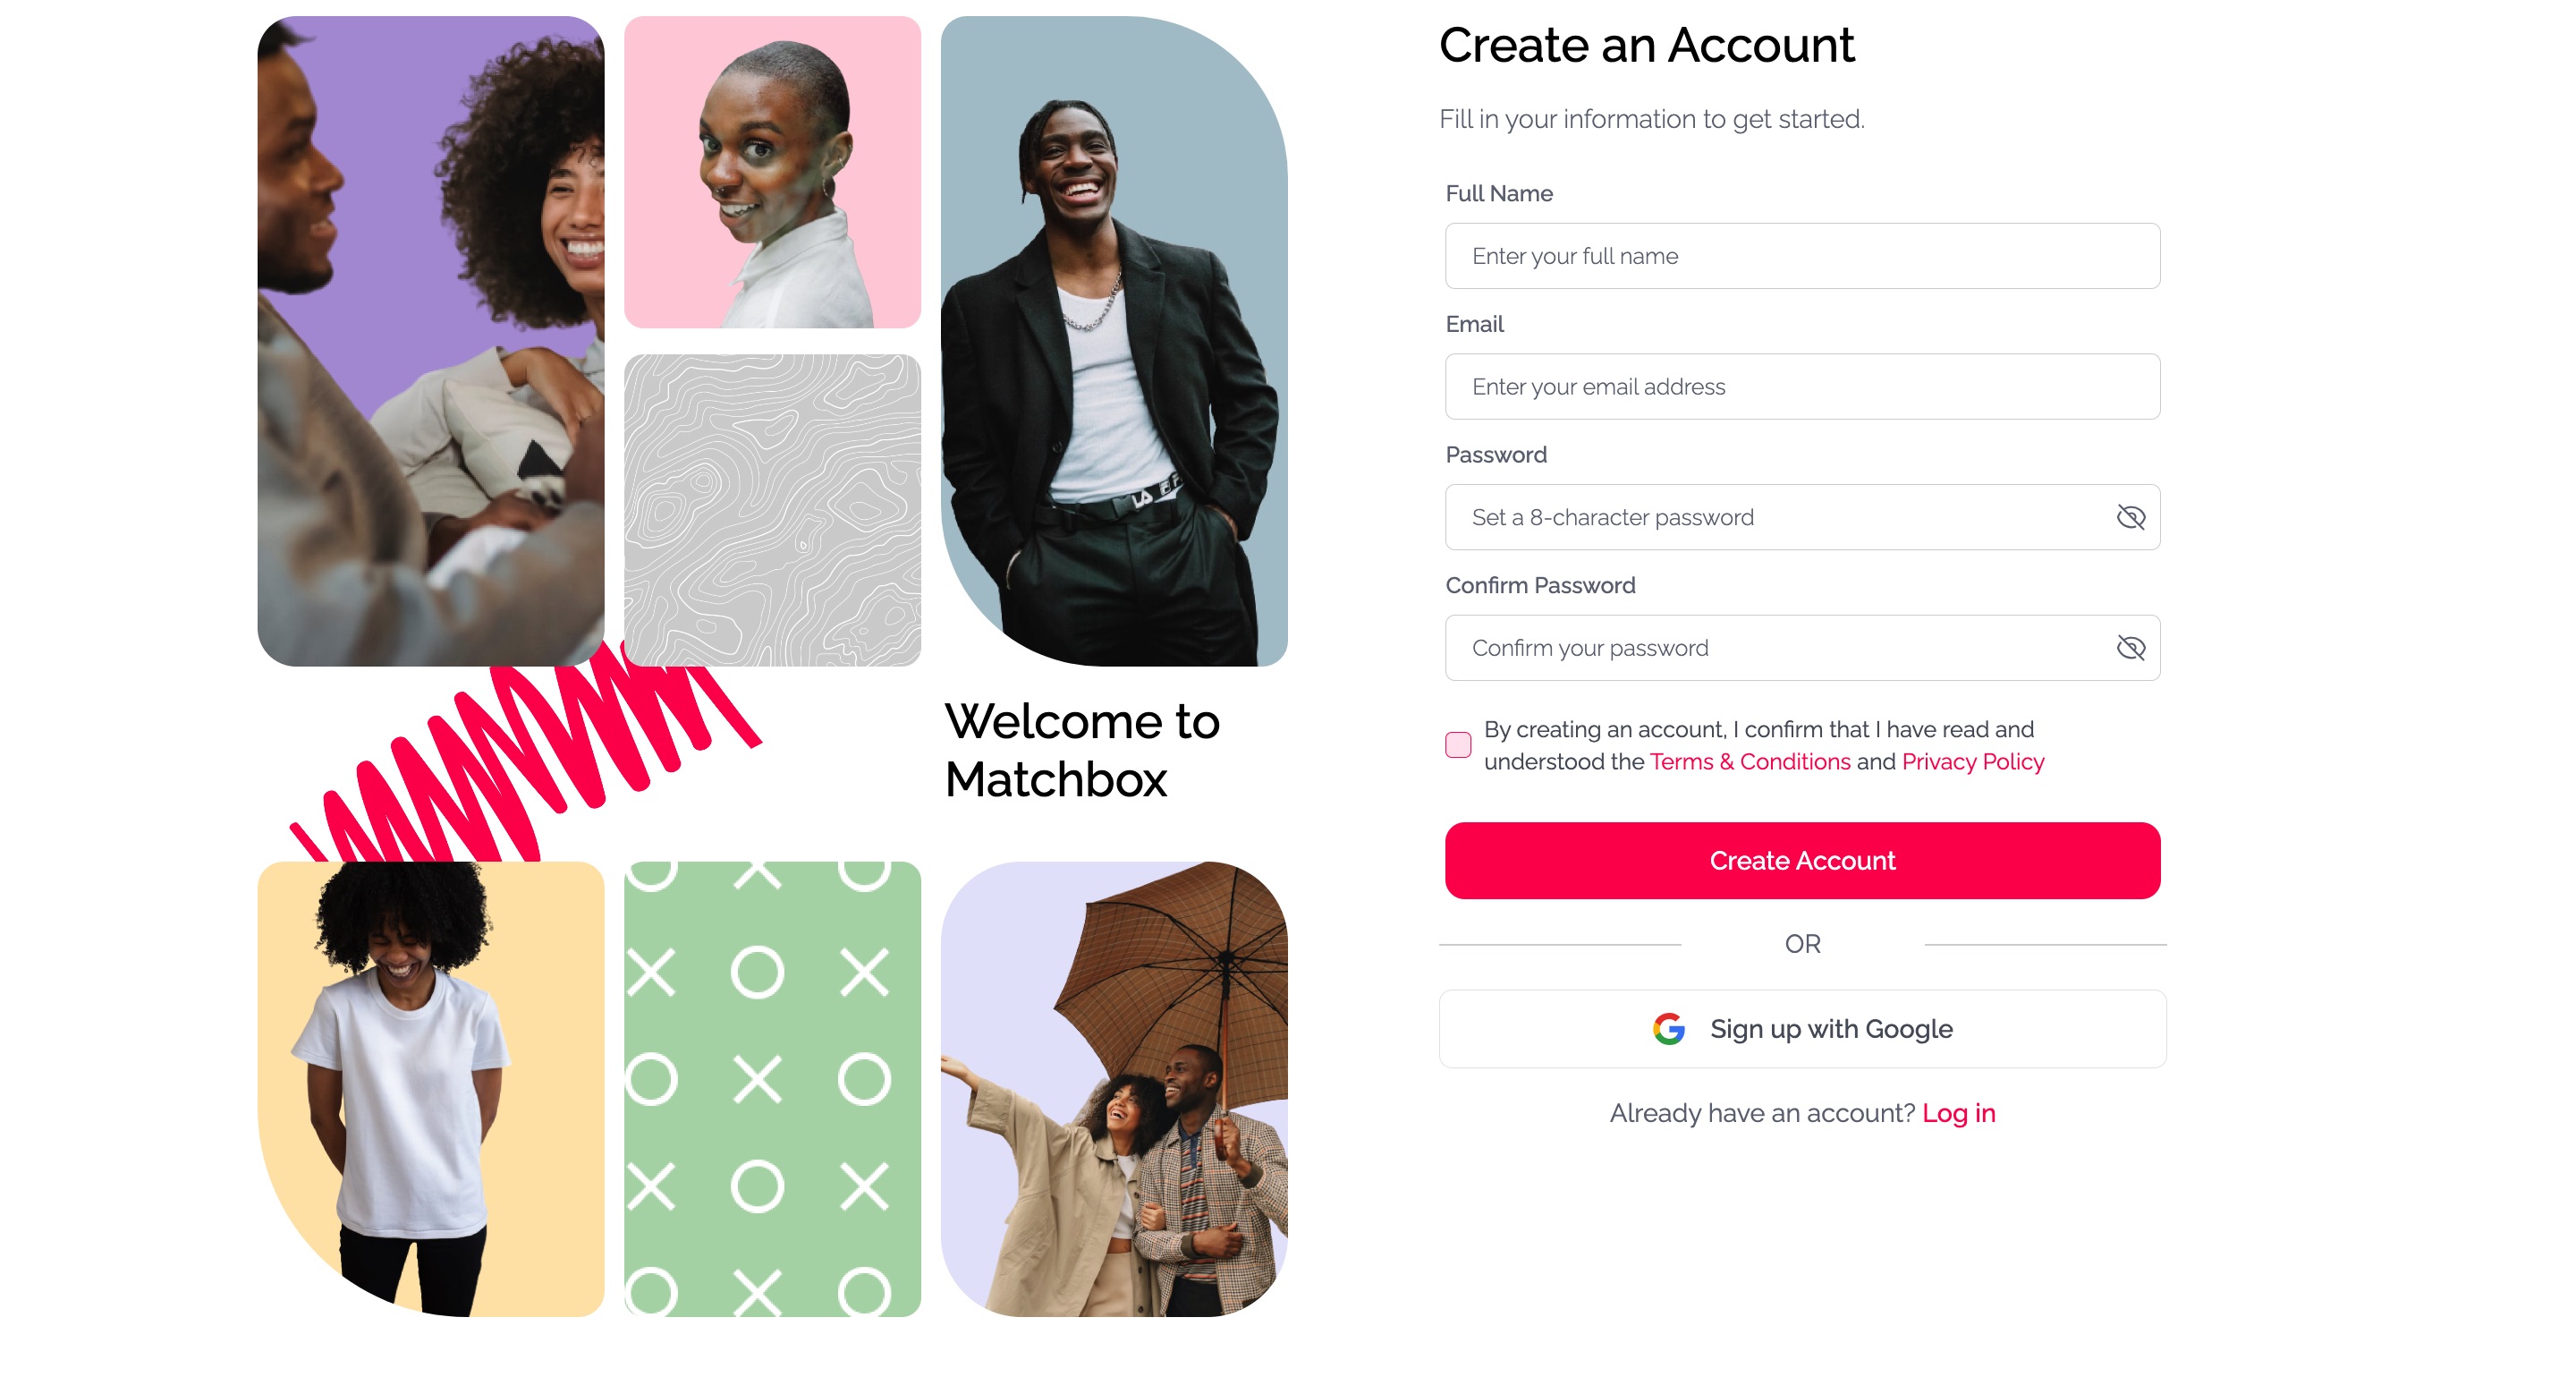 Welcome to
Matchbox
Create an Account
Fill in your information to get started.
Full Name
Enter your full name
Email
Enter your email address
Password
Set a 8-character password
Confirm Password
Confirm your password
By creating an account, I confirm that I have read and
understood the Terms & Conditions and Privacy Policy
Create Account
OR
Sign up with Google
Already have an account? Log in